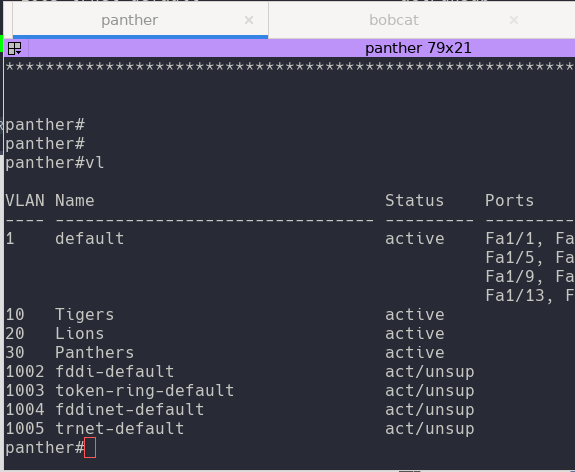 panther × bobcat ×
panther 79x21
*********************************************************
panther#
panther#
panther#vl
VLAN Name Status Ports
---- -------------------------------- --------- ---------
1 default active Fa1/1, Fa
Fa1/5, Fa
Fa1/9, Fa
Fa1/13, F
10 Tigers active
20 Lions active
30 Panthers active
1002 fddi-default act/unsup
1003 token-ring-default act/unsup
1004 fddinet-default act/unsup
1005 trnet-default act/unsup
panther#